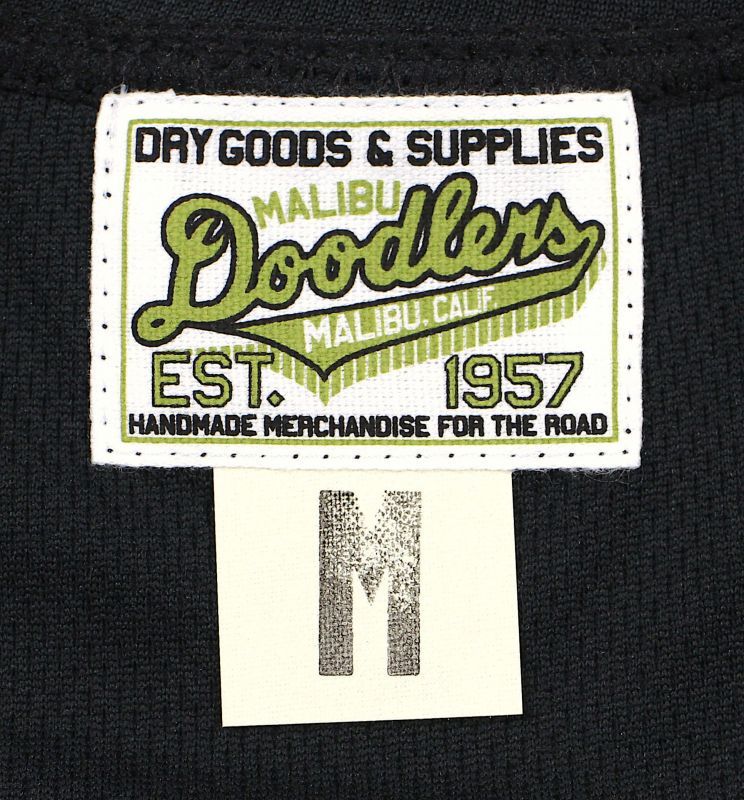 DRY GOODS & SUPPLIES
MALIBU
Doodlers
MALIBU, CALIF.
EST. 1957
HANDMADE MERCHANDISE FOR THE ROAD
M